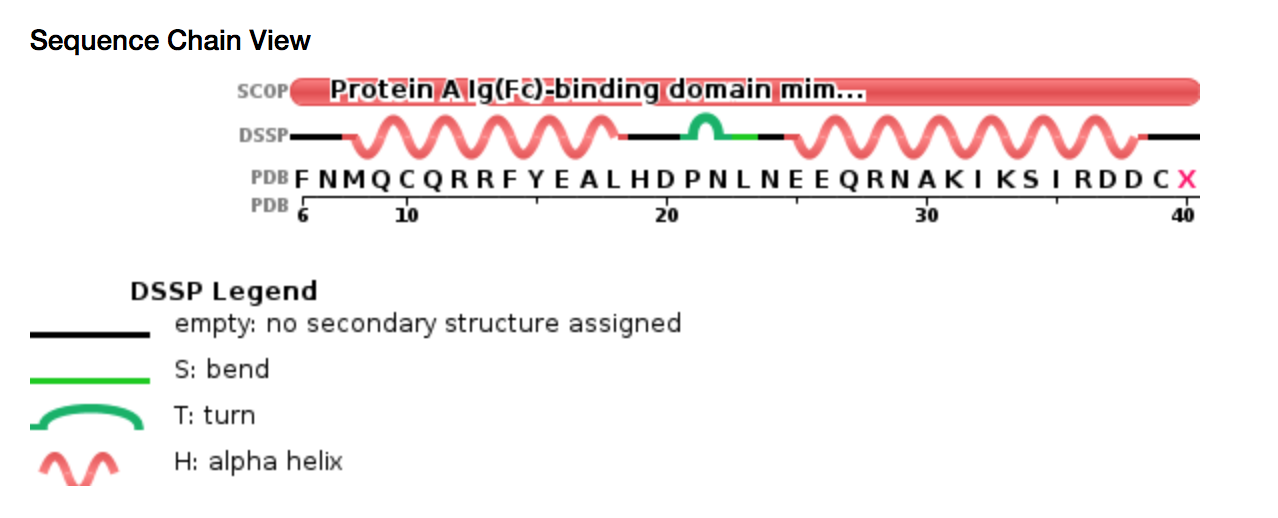 Sequence Chain View
SCOP Protein A Ig(Fc)-binding domain mim...
DSSP
PDB F N M Q C Q R R F Y E A L H D P N L N E E Q R N A K I K S I R D D C X
PDB 6 10 20 30 40
DSSP Legend
empty: no secondary structure assigned
S: bend
T: turn
H: alpha helix